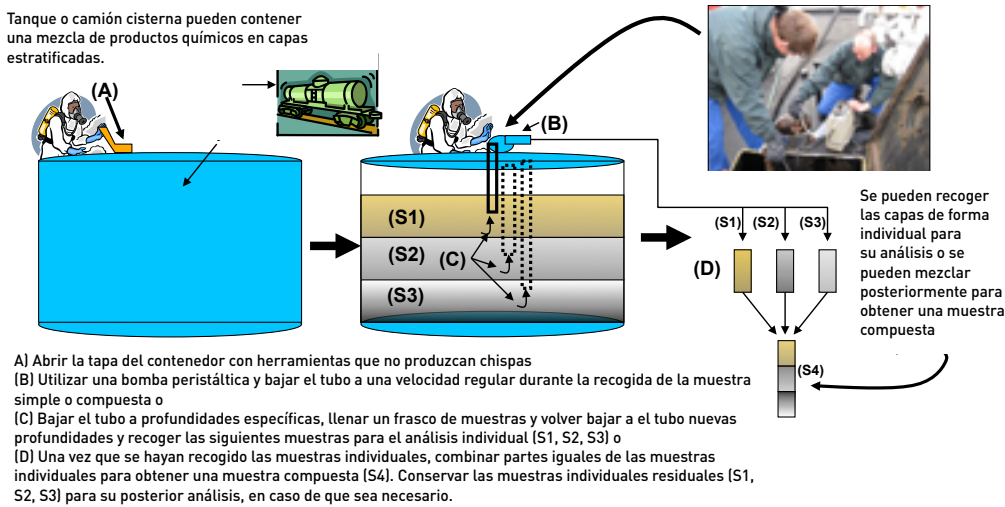 Tanque o camión cisterna pueden contener
una mezcla de productos químicos en capas
estratificadas.
(A)
(B)
(S1)
(S2)
(S3)
(C)
Se pueden recoger
las capas de forma
individual para
su análisis o se
pueden mezclar
posteriormente para
obtener una muestra
compuesta
(S1) (S2) (S3)
(D)
(S4)
A) Abrir la tapa del contenedor con herramientas que no produzcan chispas
(B) Utilizar una bomba peristáltica y bajar el tubo a una velocidad regular durante la recogida de la muestra
simple o compuesta o
(C) Bajar el tubo a profundidades específicas, llenar un frasco de muestras y volver bajar a el tubo nuevas
profundidades y recoger las siguientes muestras para el análisis individual (S1, S2, S3) o
(D) Una vez que se hayan recogido las muestras individuales, combinar partes iguales de las muestras
individuales para obtener una muestra compuesta (S4). Conservar las muestras individuales residuales (S1,
S2, S3) para su posterior análisis, en caso de que sea necesario.